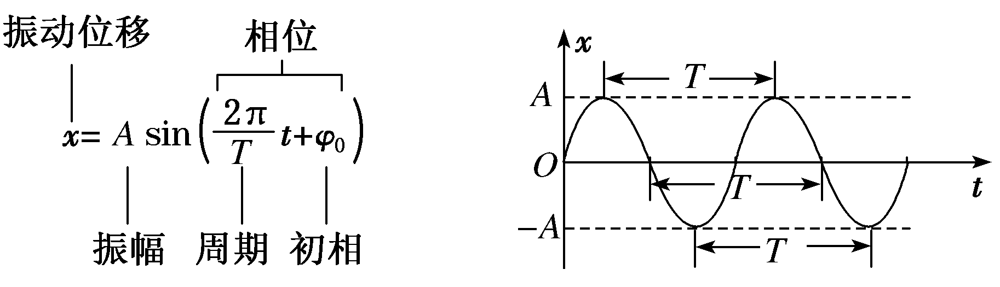 振动位移
相位
x= A sin(2π/T t+φ₀)
振幅 周期 初相
x
T
A
O
T
t
−A
T